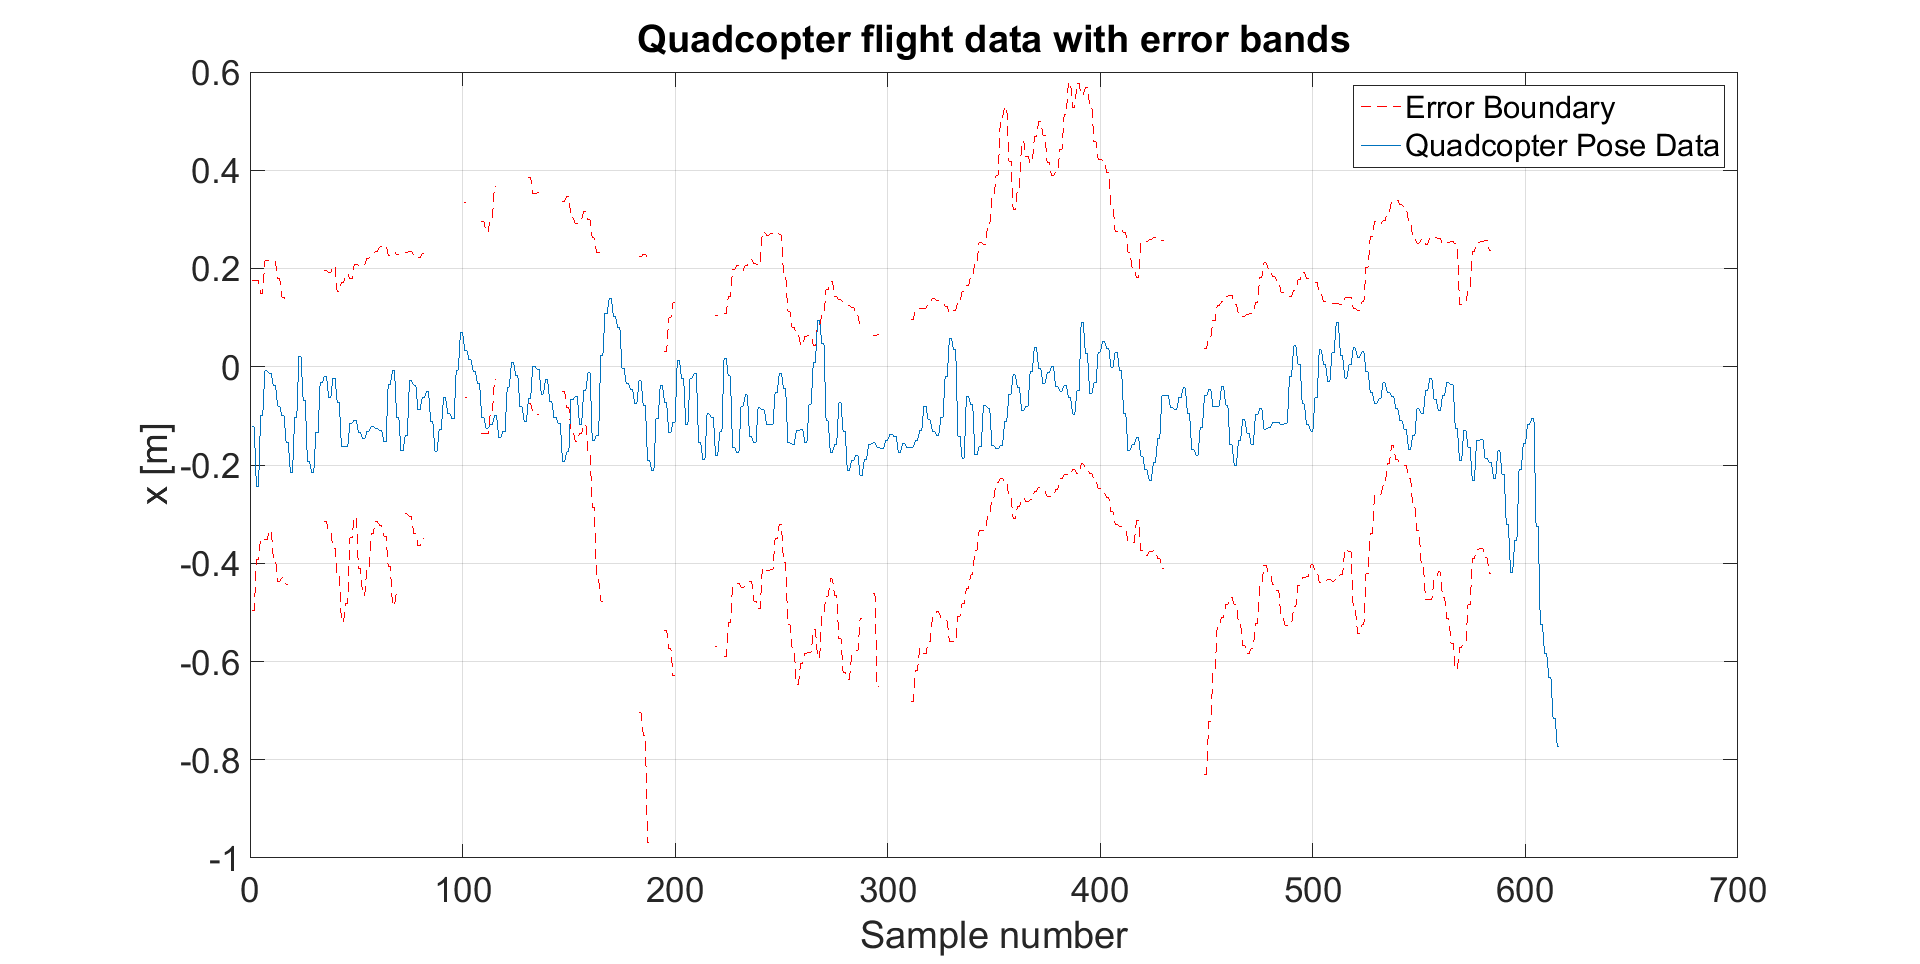 Quadcopter flight data with error bands
0.6
0.4
0.2
0
-0.2
-0.4
-0.6
-0.8
-1
x [m]
Error Boundary
Quadcopter Pose Data
0 100 200 300 400 500 600 700
Sample number